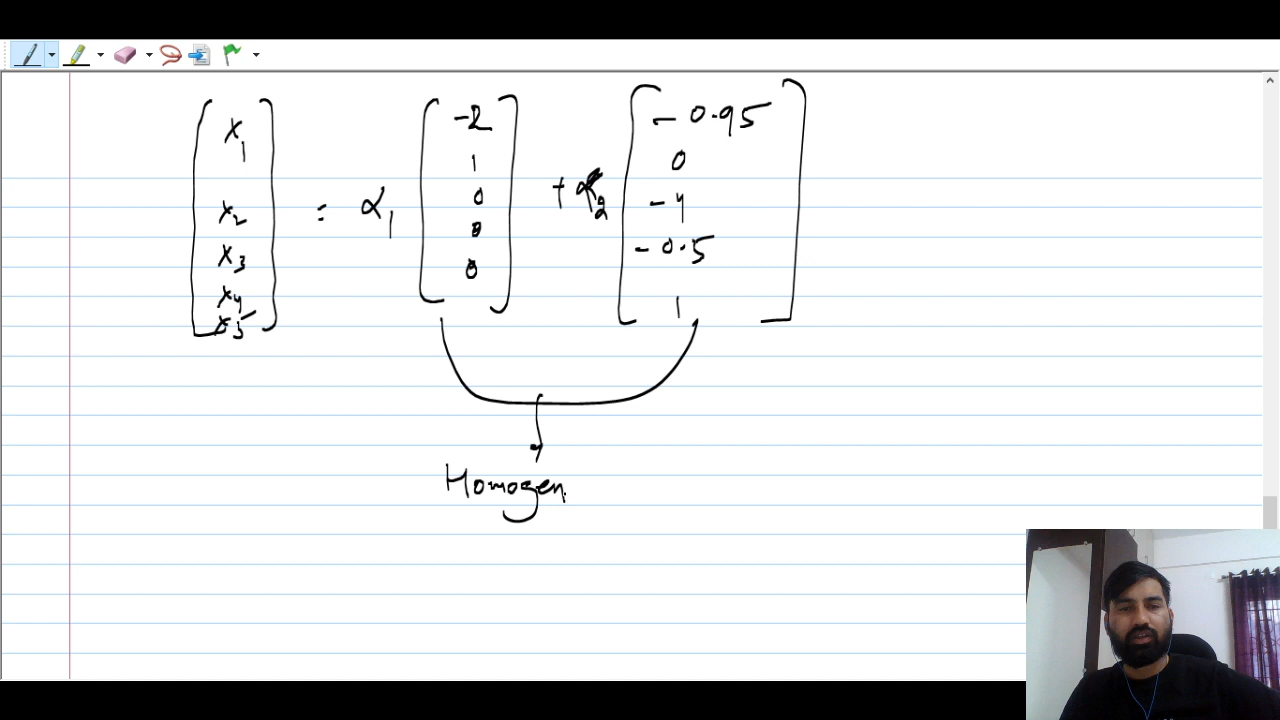 [x₁ x₂ x₃ x₄ x₅] = α₁ [-2 1 0 0 0] + α₂ [-0.95 0 -4 -0.5 1]
Homogen